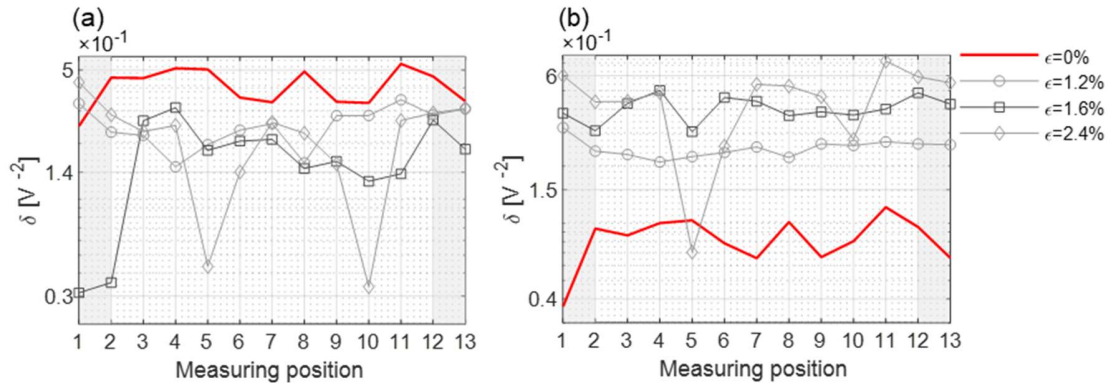 (a)
×10⁻¹
5
1.4
0.3
δ [V⁻²]
1 2 3 4 5 6 7 8 9 10 11 12 13
Measuring position
(b)
×10⁻¹
6
1.5
0.4
δ [V⁻²]
1 2 3 4 5 6 7 8 9 10 11 12 13
Measuring position
ϵ=0%
ϵ=1.2%
ϵ=1.6%
ϵ=2.4%